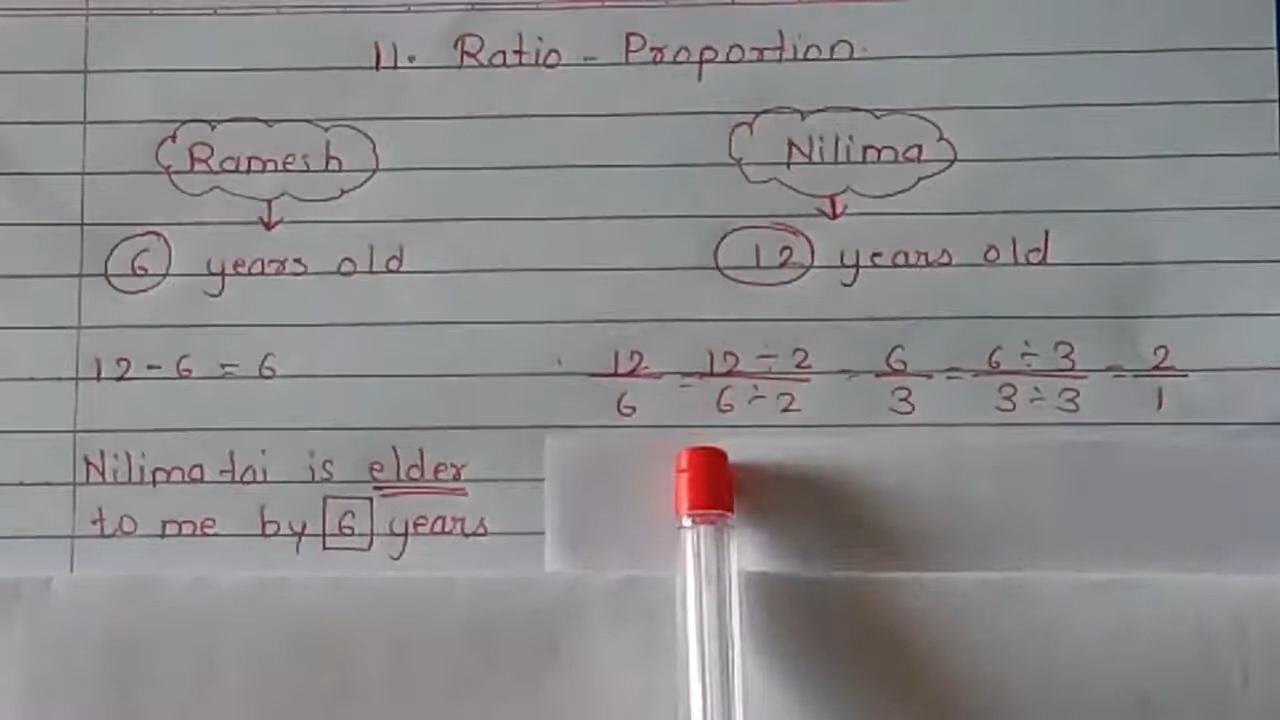 11. Ratio - Proportion.
Ramesh
Nilima
6 years old
12 years old
12 - 6 = 6
12/6 = 12 ÷ 2/6 ÷ 2 = 6/3 = 6 ÷ 3/3 ÷ 3 = 2/1
Nilima tai is elder
to me by 6 years